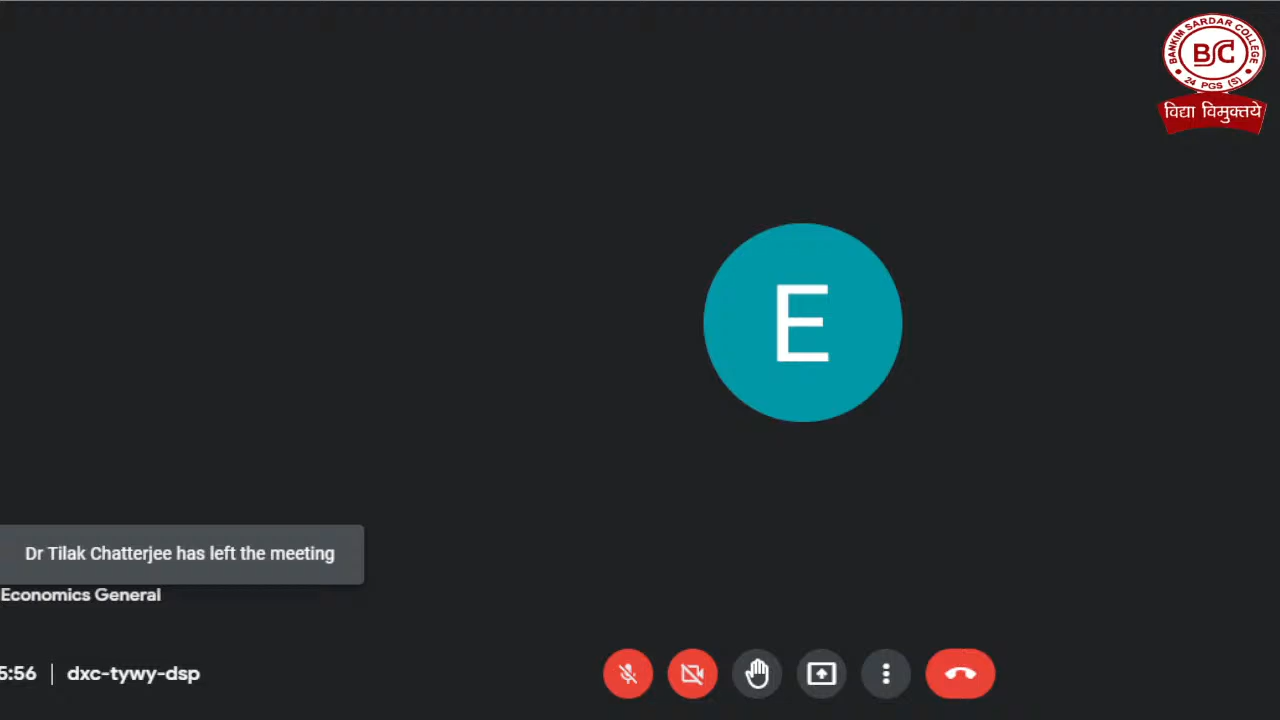 BANKIM SARDAR COLLEGE
BSC
24 PGS (S)
विद्या विमुक्तये
E
Dr Tilak Chatterjee has left the meeting
Economics General
5:56 | dxc-tywy-dsp